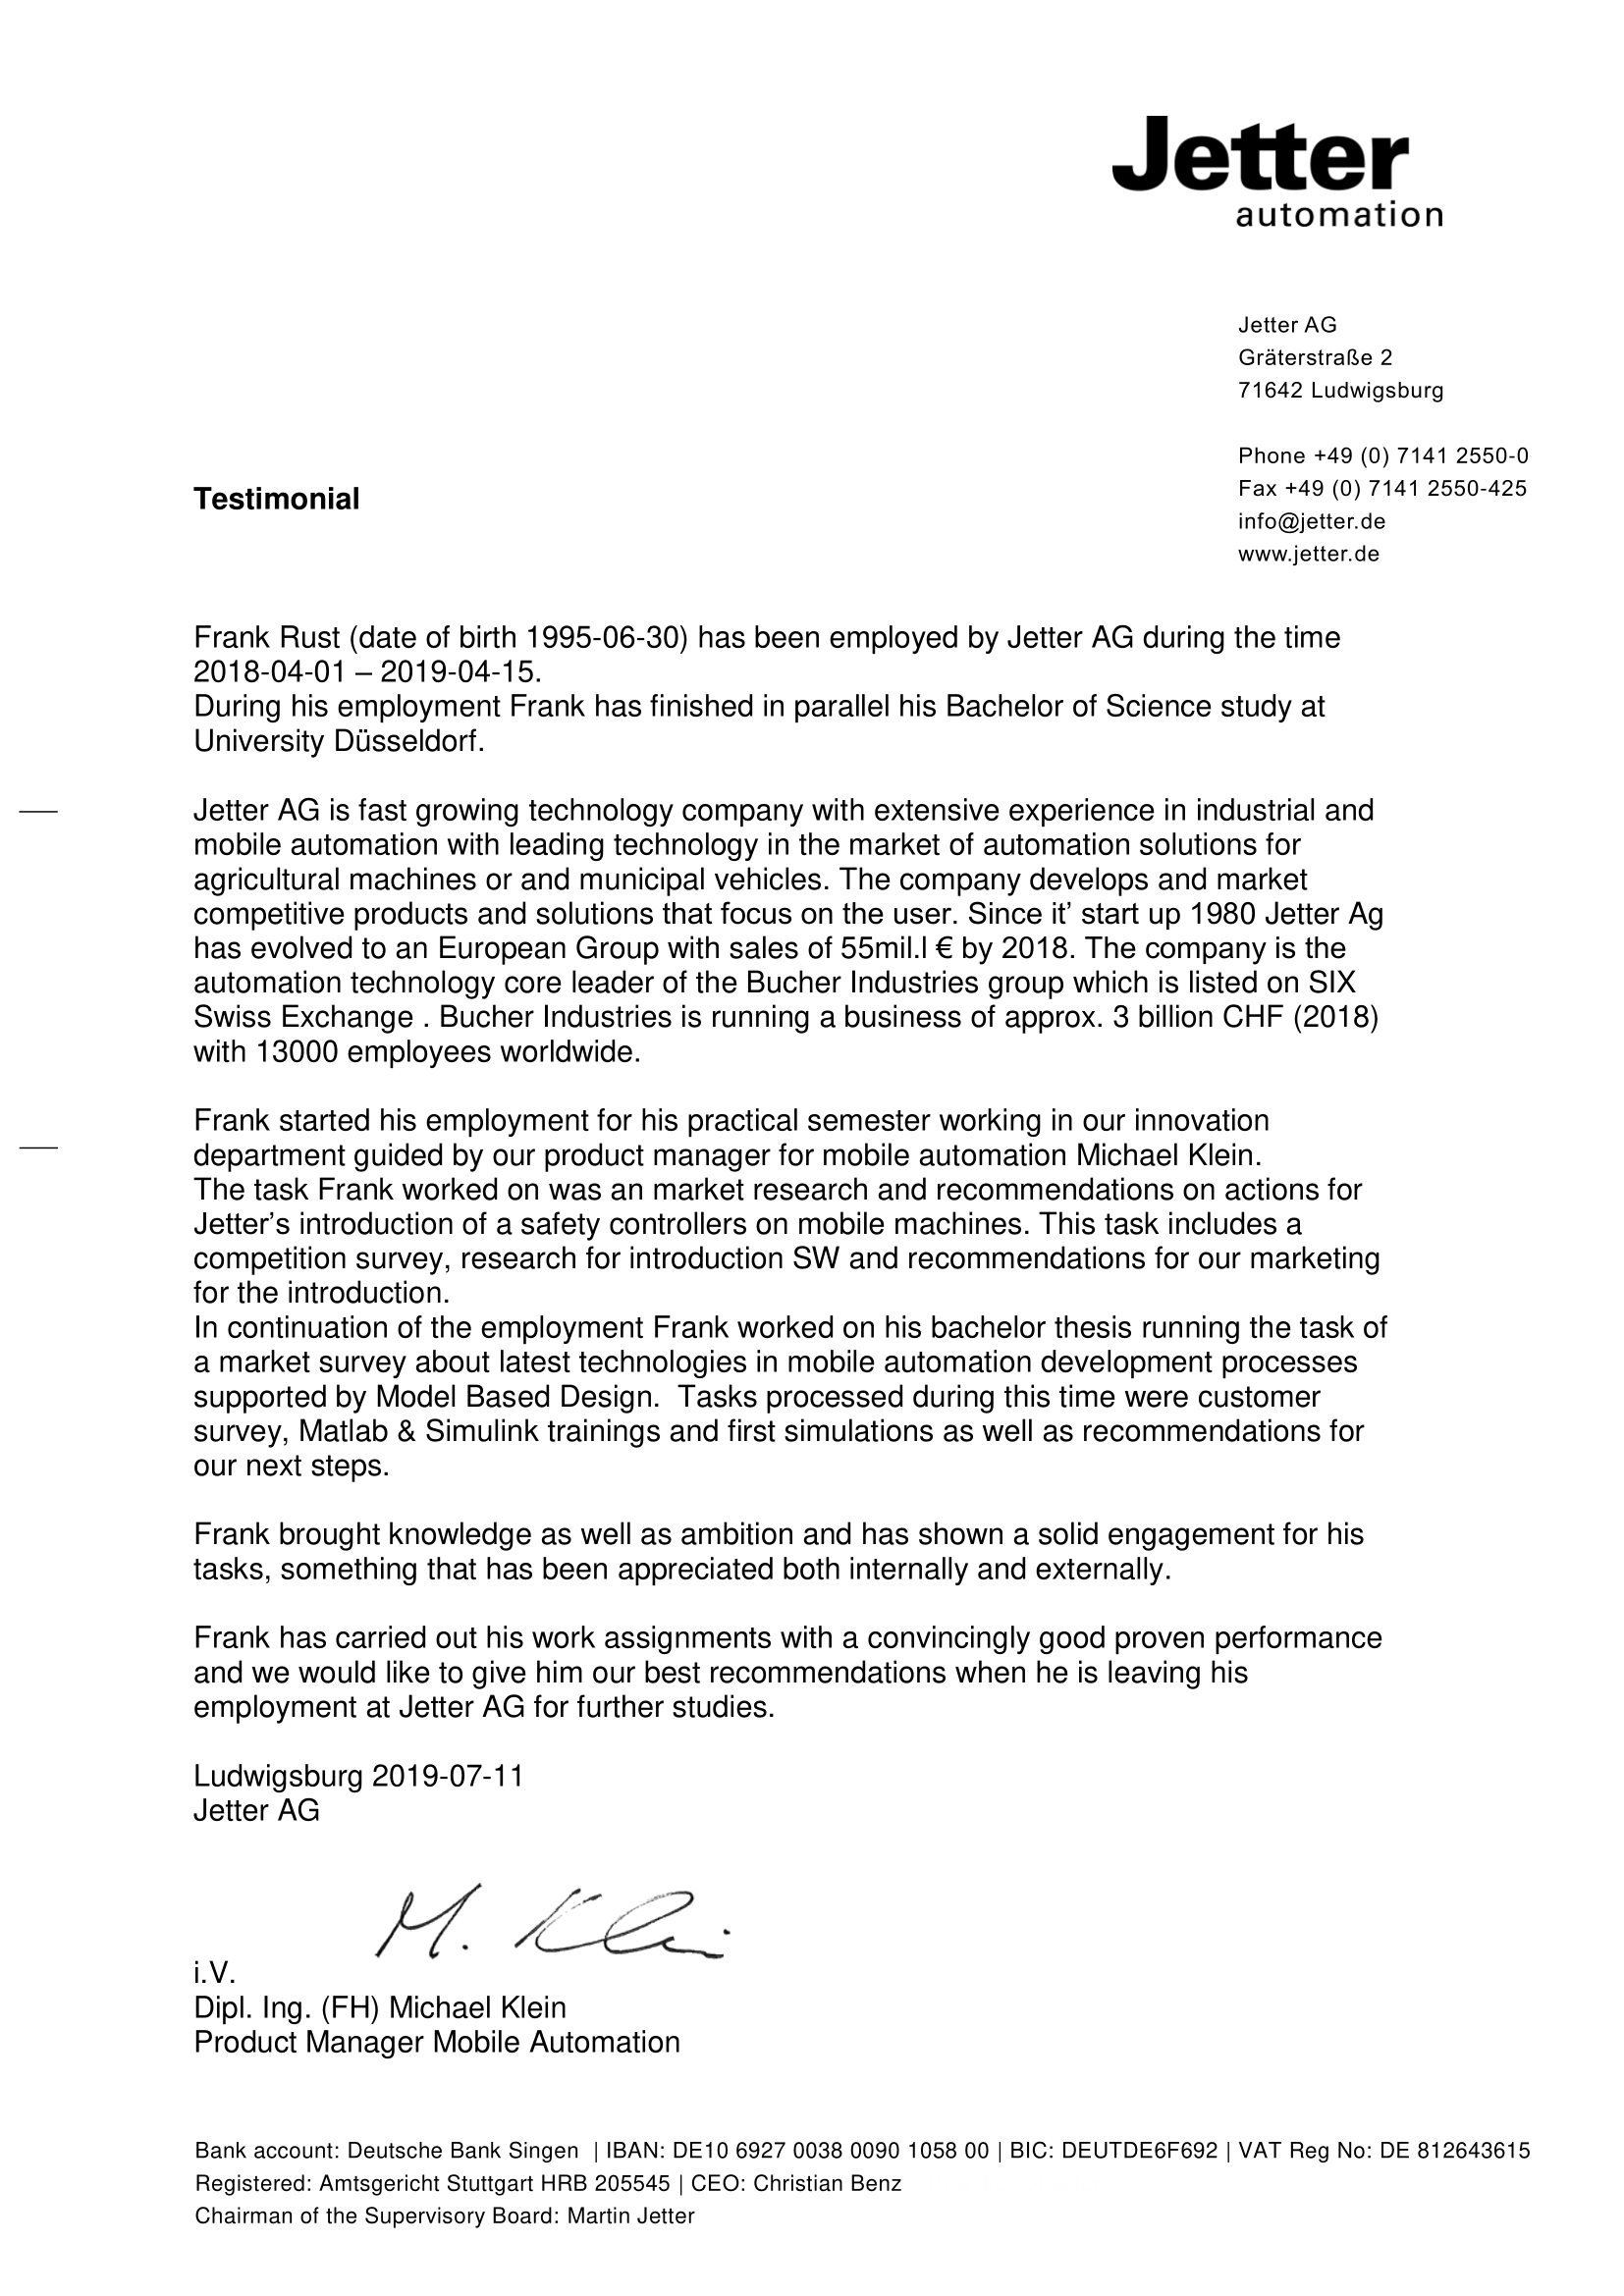 Jetter
automation
Jetter AG
Gräterstraße 2
71642 Ludwigsburg
Phone +49 (0) 7141 2550-0
Fax +49 (0) 7141 2550-425
info@jetter.de
www.jetter.de
Testimonial
Frank Rust (date of birth 1995-06-30) has been employed by Jetter AG during the time
2018-04-01 – 2019-04-15.
During his employment Frank has finished in parallel his Bachelor of Science study at
University Düsseldorf.
Jetter AG is fast growing technology company with extensive experience in industrial and
mobile automation with leading technology in the market of automation solutions for
agricultural machines or and municipal vehicles. The company develops and market
competitive products and solutions that focus on the user. Since it’ start up 1980 Jetter Ag
has evolved to an European Group with sales of 55mil.l € by 2018. The company is the
automation technology core leader of the Bucher Industries group which is listed on SIX
Swiss Exchange . Bucher Industries is running a business of approx. 3 billion CHF (2018)
with 13000 employees worldwide.
Frank started his employment for his practical semester working in our innovation
department guided by our product manager for mobile automation Michael Klein.
The task Frank worked on was an market research and recommendations on actions for
Jetter’s introduction of a safety controllers on mobile machines. This task includes a
competition survey, research for introduction SW and recommendations for our marketing
for the introduction.
In continuation of the employment Frank worked on his bachelor thesis running the task of
a market survey about latest technologies in mobile automation development processes
supported by Model Based Design.  Tasks processed during this time were customer
survey, Matlab & Simulink trainings and first simulations as well as recommendations for
our next steps.
Frank brought knowledge as well as ambition and has shown a solid engagement for his
tasks, something that has been appreciated both internally and externally.
Frank has carried out his work assignments with a convincingly good proven performance
and we would like to give him our best recommendations when he is leaving his
employment at Jetter AG for further studies.
Ludwigsburg 2019-07-11
Jetter AG
M. Klein
i.V.
Dipl. Ing. (FH) Michael Klein
Product Manager Mobile Automation
Bank account: Deutsche Bank Singen  | IBAN: DE10 6927 0038 0090 1058 00 | BIC: DEUTDE6F692 | VAT Reg No: DE 812643615
Registered: Amtsgericht Stuttgart HRB 205545 | CEO: Christian Benz
Chairman of the Supervisory Board: Martin Jetter